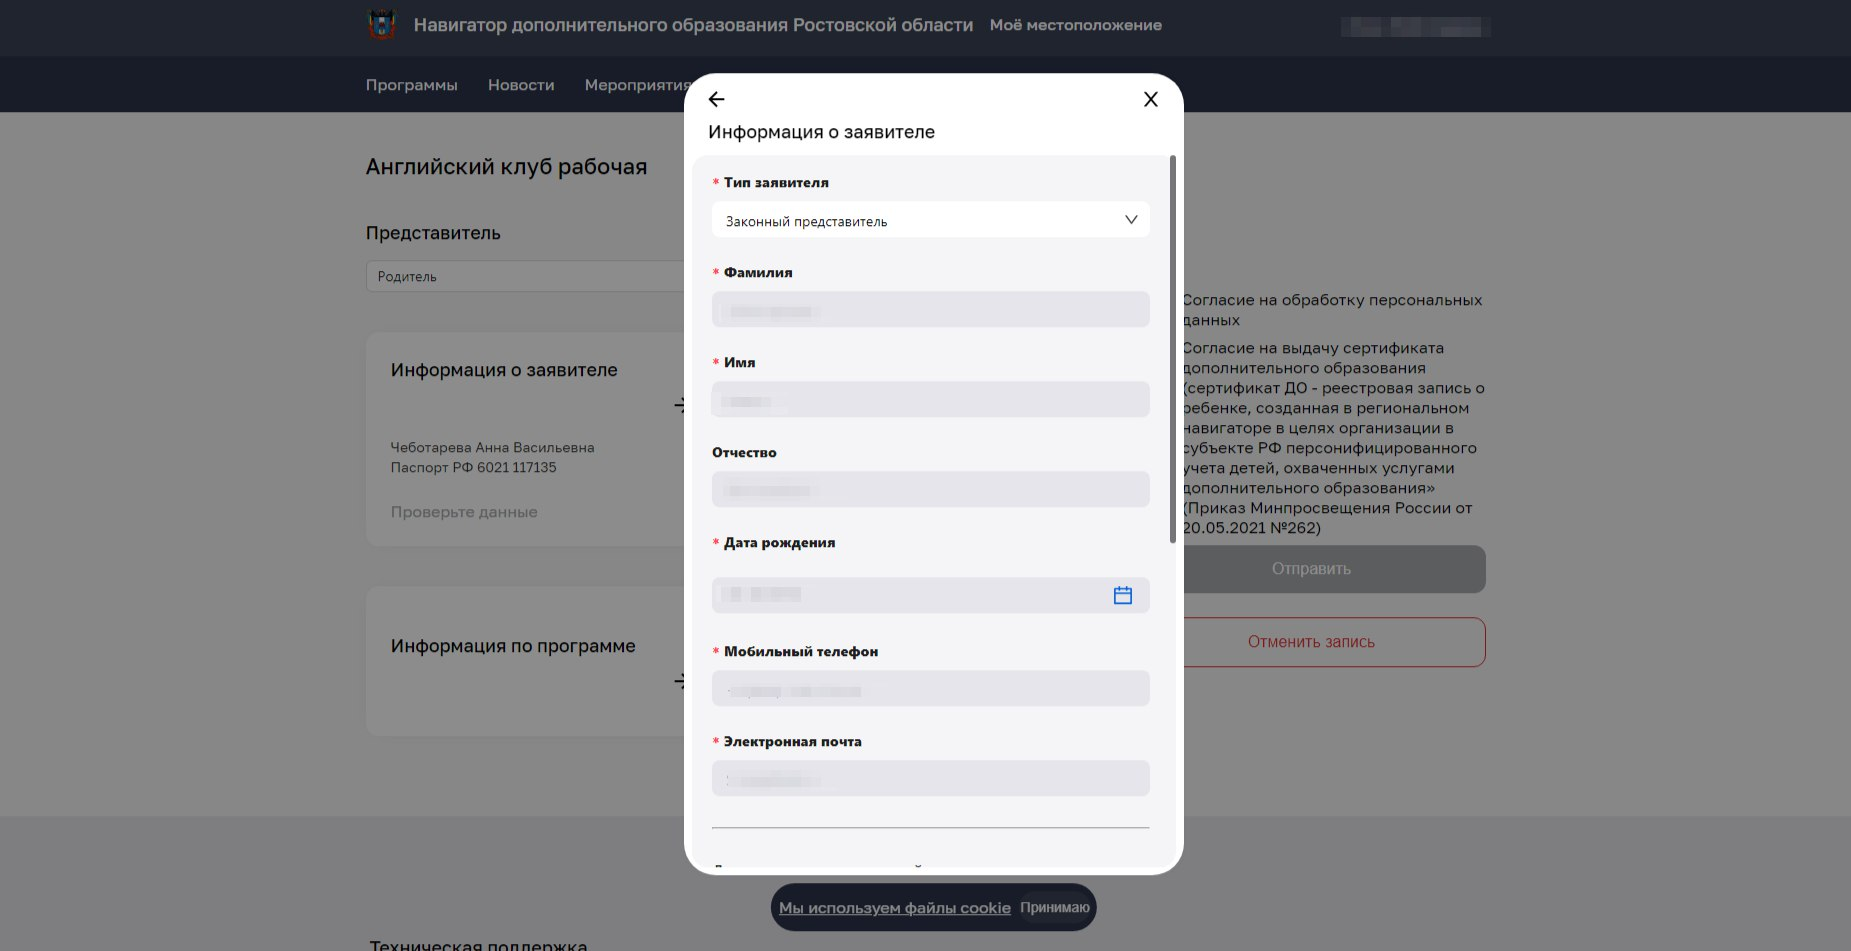 Навигатор дополнительного образования Ростовской области
Моё местоположение
Программы
Новости
Мероприятия
Английский клуб рабочая
Представитель
Родитель
Информация о заявителе
Чеботарева Анна Васильевна
Паспорт РФ 6021 117135
Проверьте данные
Информация по программе
Информация о заявителе
* Тип заявителя
Законный представитель
* Фамилия
* Имя
Отчество
* Дата рождения
* Мобильный телефон
* Электронная почта
Согласие на обработку персональных
данных
Согласие на выдачу сертификата
дополнительного образования
(сертификат ДО - реестровая запись о
ребенке, созданная в региональном
навигаторе в целях организации в
субъекте РФ персонифицированного
учета детей, охваченных услугами
дополнительного образования»
(Приказ Минпросвещения России от
20.05.2021 №262)
Отправить
Отменить запись
Мы используем файлы cookie
Принимаю
Техническая поддержка